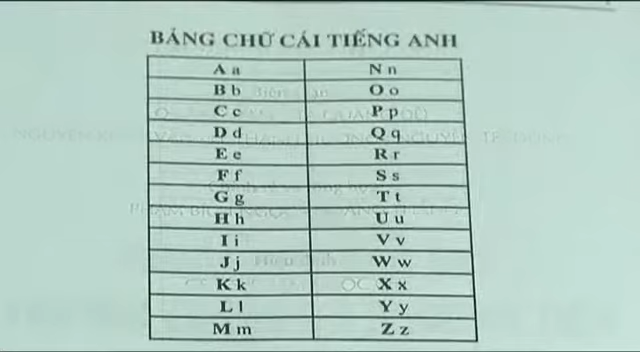 BẢNG CHỮ CÁI TIẾNG ANH
A a N n
B b O o
C c P p
D d Q q
E e R r
F f S s
G g T t
H h U u
I i V v
J j W w
K k X x
L l Y y
M m Z z